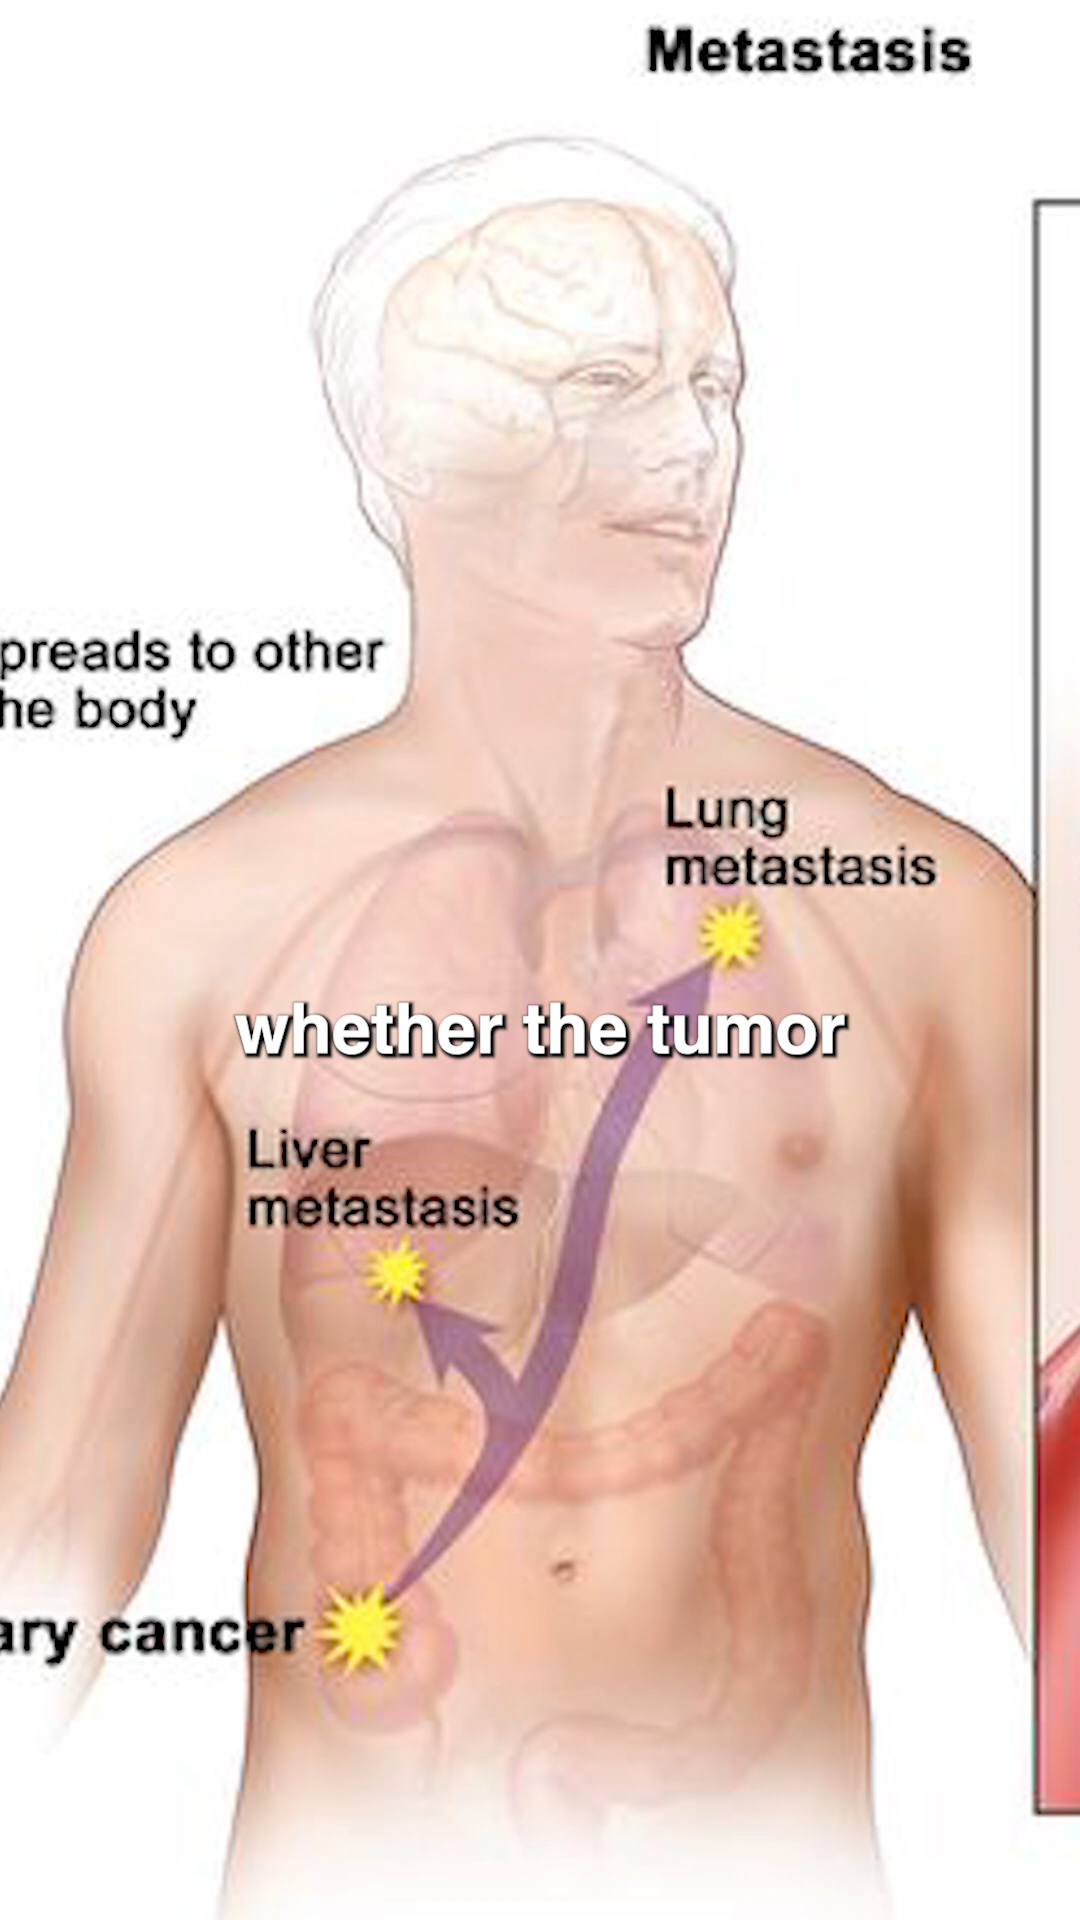 Metastasis
preads to other
he body
Lung
metastasis
whether the tumor
Liver
metastasis
ary cancer